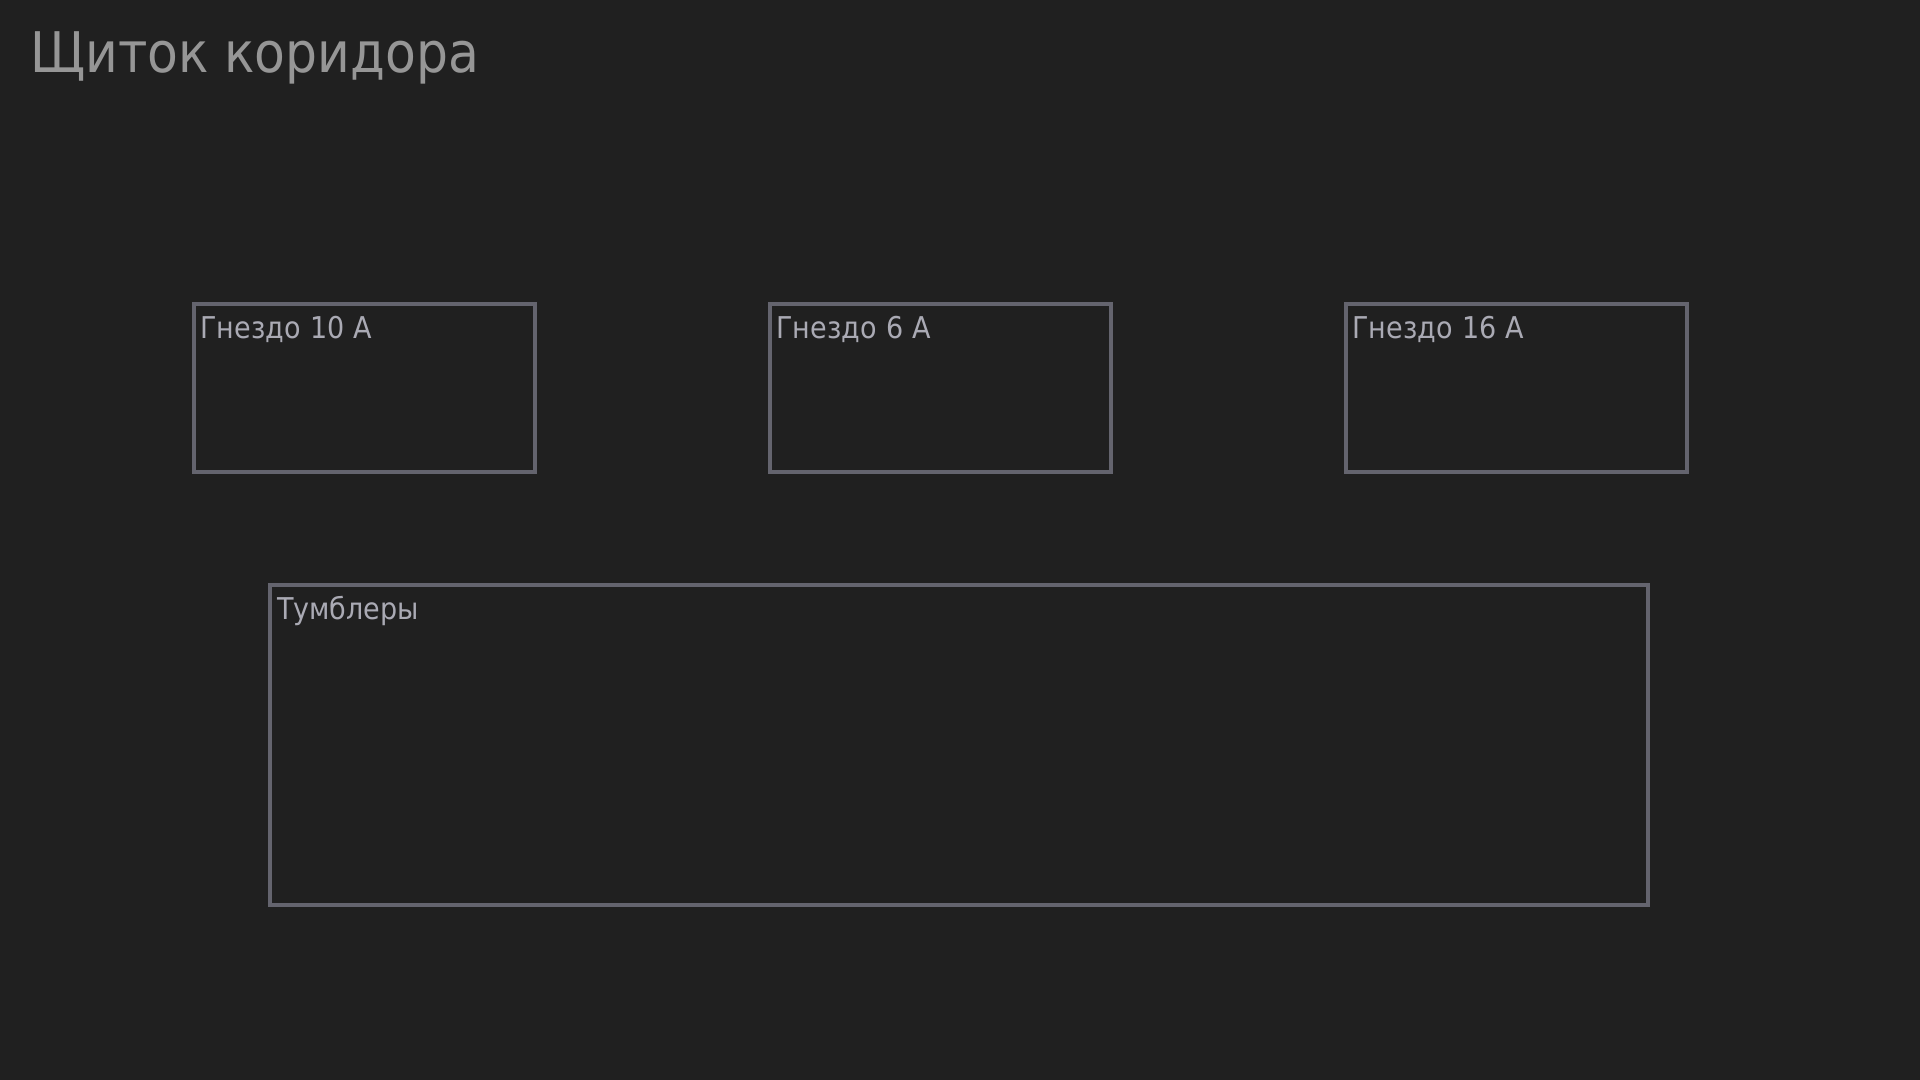 Щиток коридора
Гнездо 10 А
Гнездо 6 А
Гнездо 16 А
Тумблеры